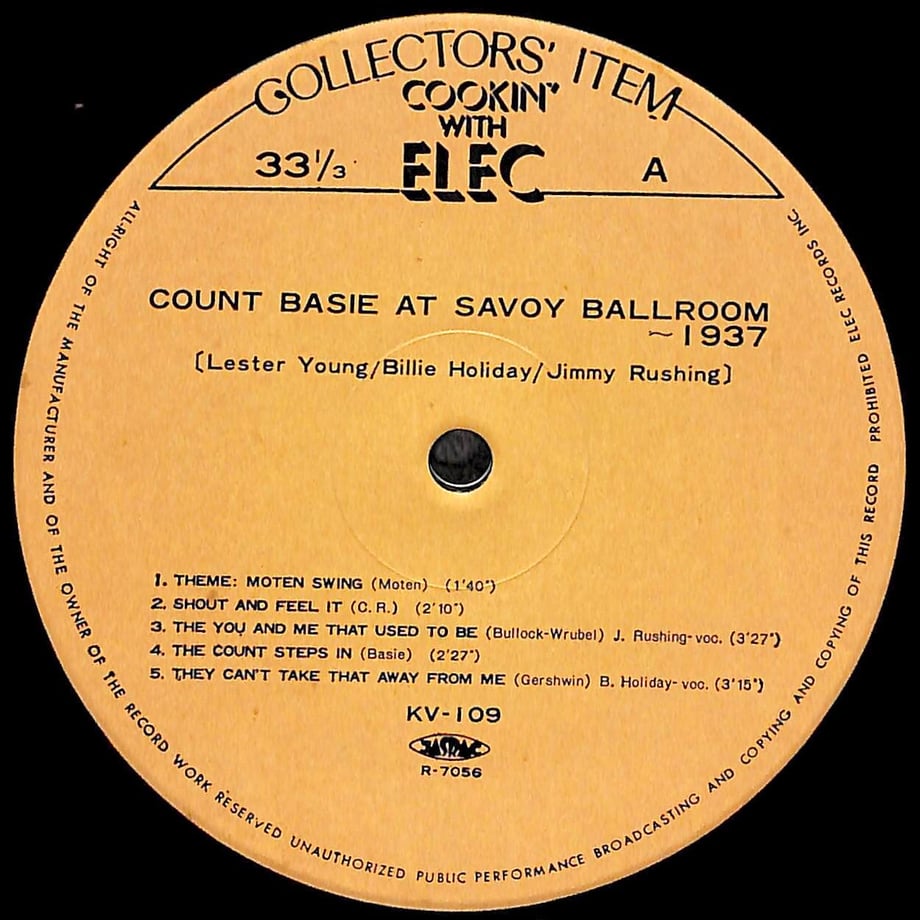 COLLECTORS' ITEM
COOKIN'
WITH
33 1/3 ELEC A
COUNT BASIE AT SAVOY BALLROOM
~1937
(Lester Young/Billie Holiday/Jimmy Rushing)
1. THEME: MOTEN SWING (Moten) (1'40")
2. SHOUT AND FEEL IT (C.R.) (2'10")
3. THE YOU AND ME THAT USED TO BE (Bullock-Wrubel) J. Rushing-voc. (3'27")
4. THE COUNT STEPS IN (Basie) (2'27")
5. THEY CAN'T TAKE THAT AWAY FROM ME (Gershwin) B. Holiday-voc. (3'15")
KV-109
JASRAC
R-7056
ALL-RIGHT OF THE MANUFACTURER AND OF THE OWNER OF THE RECORD WORK RESERVED UNAUTHORIZED PUBLIC PERFORMANCE BROADCASTING AND COPYING AND COPYING OF THIS RECORD PROHIBITED ELEC RECORDS INC.